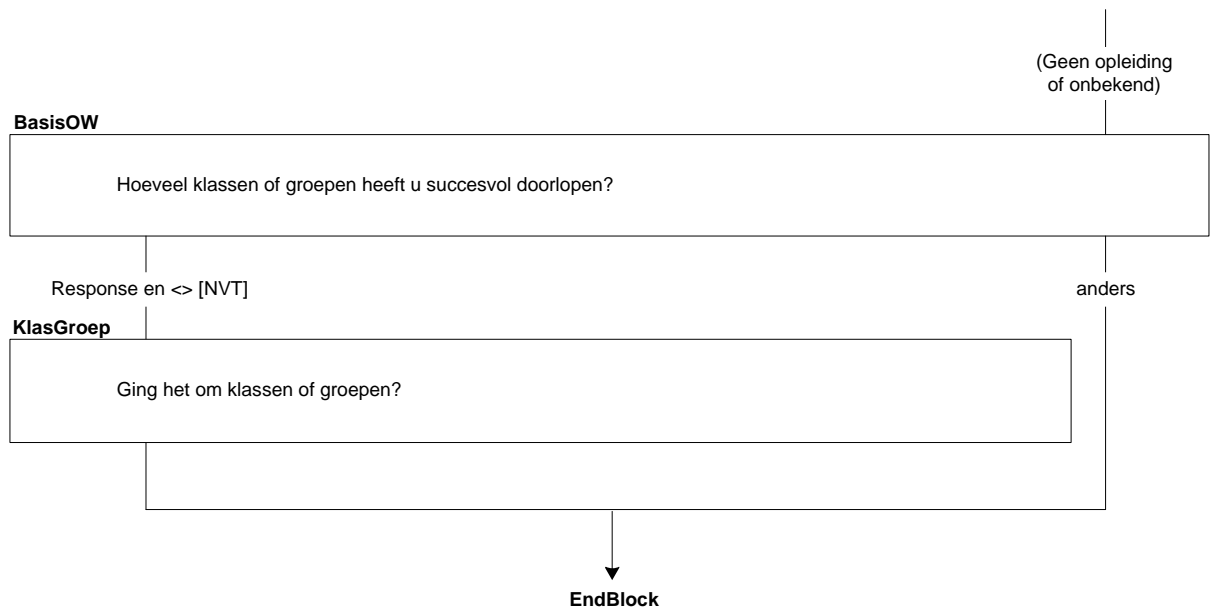 (Geen opleiding
of onbekend)
BasisOW
Hoeveel klassen of groepen heeft u succesvol doorlopen?
Response en <> [NVT]
anders
KlasGroep
Ging het om klassen of groepen?
EndBlock